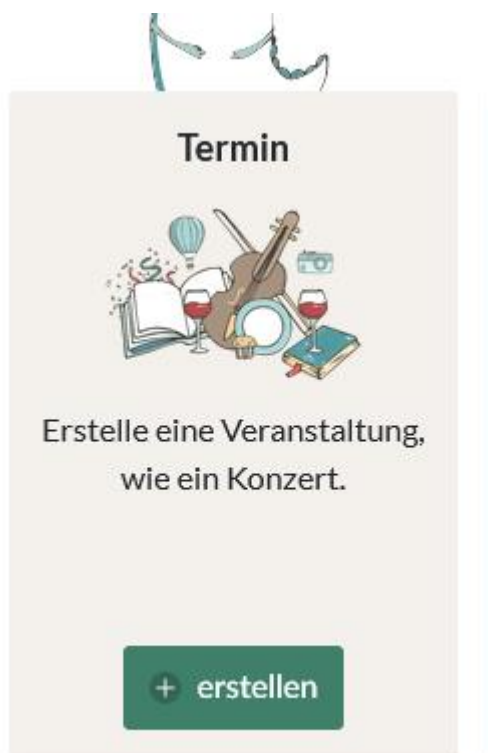 Termin
Erstelle eine Veranstaltung,
wie ein Konzert.
+ erstellen